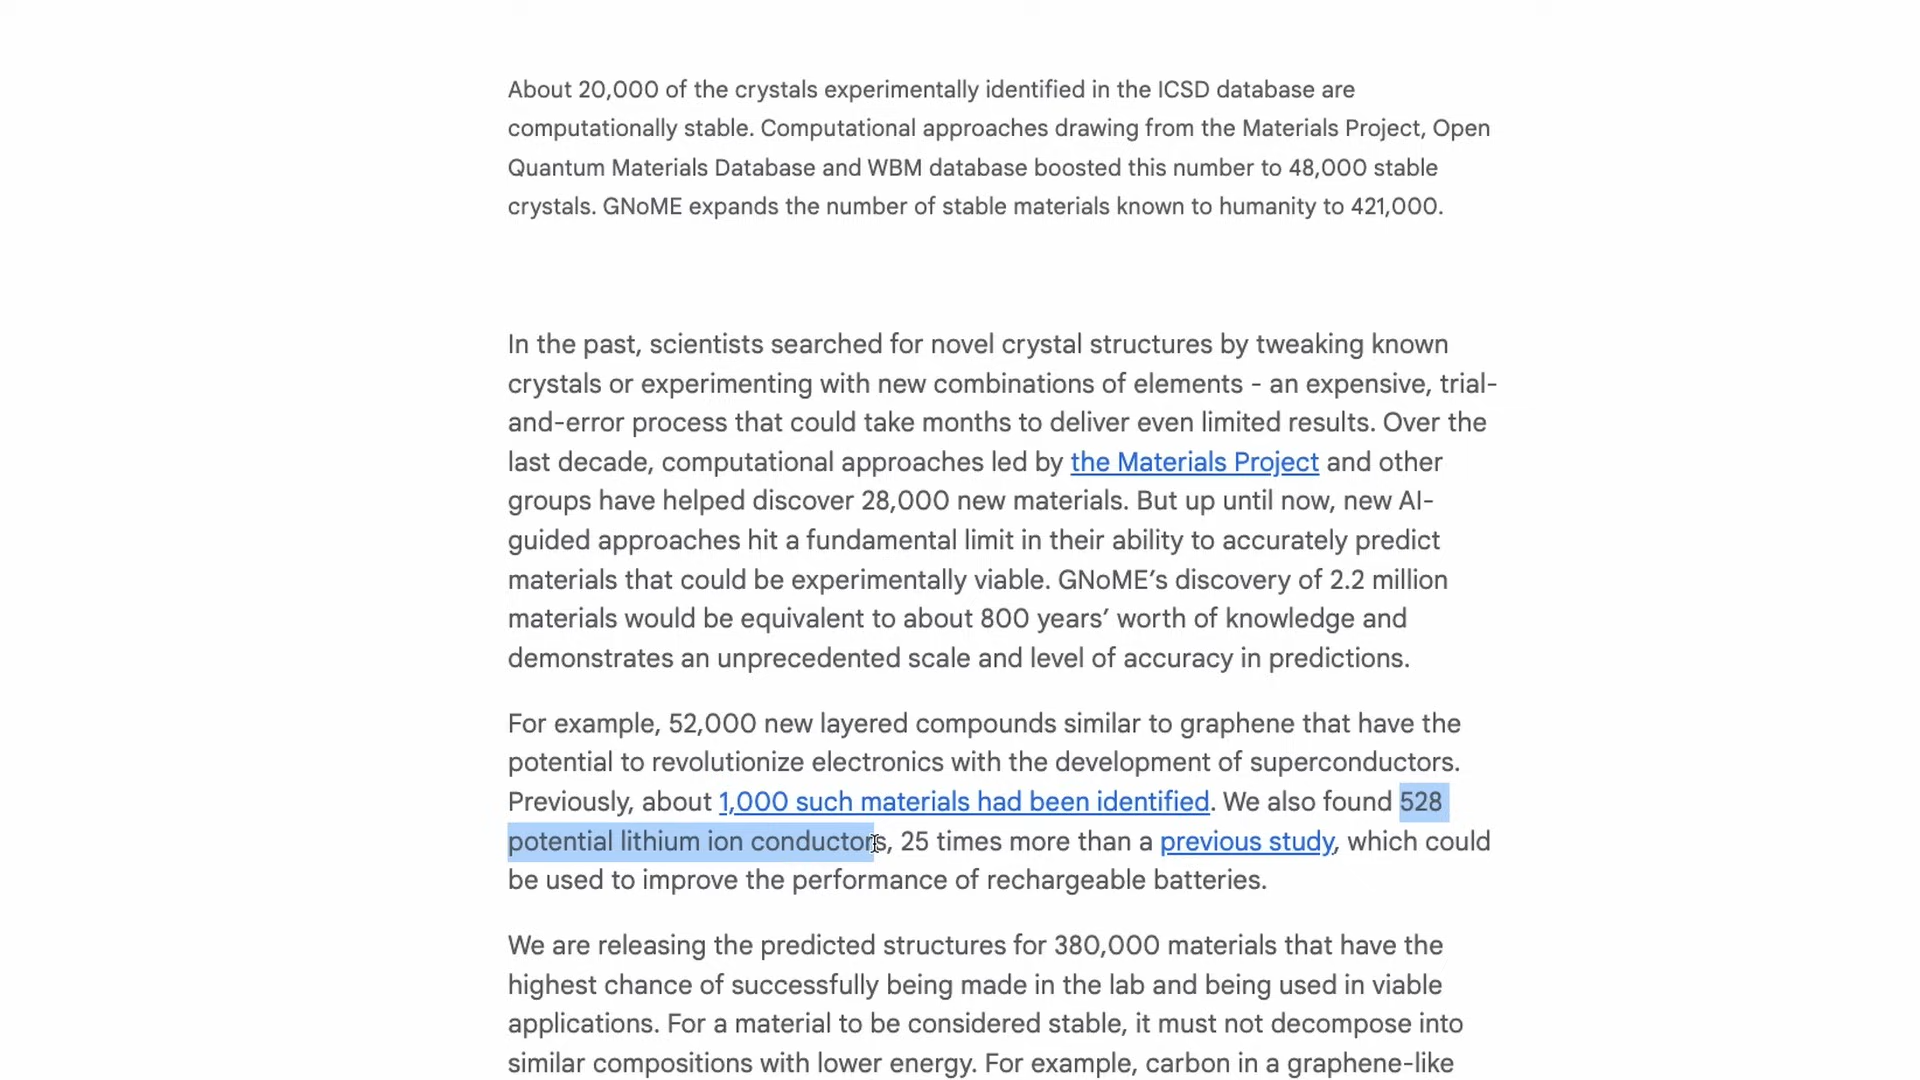 About 20,000 of the crystals experimentally identified in the ICSD database are
computationally stable. Computational approaches drawing from the Materials Project, Open
Quantum Materials Database and WBM database boosted this number to 48,000 stable
crystals. GNoME expands the number of stable materials known to humanity to 421,000.
In the past, scientists searched for novel crystal structures by tweaking known
crystals or experimenting with new combinations of elements - an expensive, trial-
and-error process that could take months to deliver even limited results. Over the
last decade, computational approaches led by the Materials Project and other
groups have helped discover 28,000 new materials. But up until now, new AI-
guided approaches hit a fundamental limit in their ability to accurately predict
materials that could be experimentally viable. GNoME’s discovery of 2.2 million
materials would be equivalent to about 800 years’ worth of knowledge and
demonstrates an unprecedented scale and level of accuracy in predictions.
For example, 52,000 new layered compounds similar to graphene that have the
potential to revolutionize electronics with the development of superconductors.
Previously, about 1,000 such materials had been identified. We also found 528
potential lithium ion conductors, 25 times more than a previous study, which could
be used to improve the performance of rechargeable batteries.
We are releasing the predicted structures for 380,000 materials that have the
highest chance of successfully being made in the lab and being used in viable
applications. For a material to be considered stable, it must not decompose into
similar compositions with lower energy. For example, carbon in a graphene-like